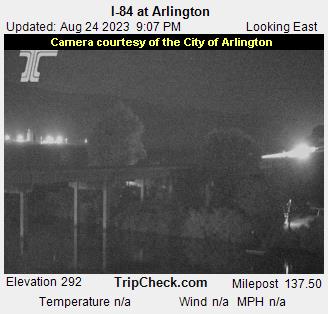 I-84 at Arlington
Updated: Aug 24 2023 9:07 PM Looking East
Camera courtesy of the City of Arlington
Elevation 292 TripCheck.com Milepost 137.50
Temperature n/a Wind n/a MPH n/a